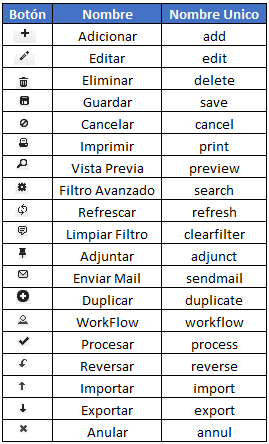 Botón Nombre Nombre Unico
Adicionar add
Editar edit
Eliminar delete
Guardar save
Cancelar cancel
Imprimir print
Vista Previa preview
Filtro Avanzado search
Refrescar refresh
Limpiar Filtro clearfilter
Adjuntar adjunct
Enviar Mail sendmail
Duplicar duplicate
WorkFlow workflow
Procesar process
Reversar reverse
Importar import
Exportar export
Anular annul